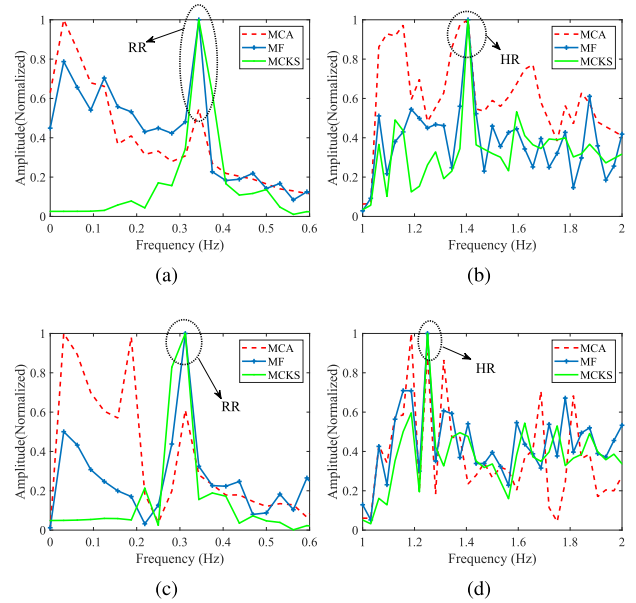 1
0.8
0.6
0.4
0.2
0
Amplitude(Normalized)
RR
MCA
MF
MCKS
0 0.1 0.2 0.3 0.4 0.5 0.6
Frequency (Hz)
(a)
1
0.8
0.6
0.4
0.2
0
Amplitude(Normalized)
HR
MCA
MF
MCKS
1 1.2 1.4 1.6 1.8 2
Frequency (Hz)
(b)
1
0.8
0.6
0.4
0.2
0
Amplitude(Normalized)
RR
MCA
MF
MCKS
0 0.1 0.2 0.3 0.4 0.5 0.6
Frequency (Hz)
(c)
1
0.8
0.6
0.4
0.2
0
Amplitude(Normalized)
HR
MCA
MF
MCKS
1 1.2 1.4 1.6 1.8 2
Frequency (Hz)
(d)